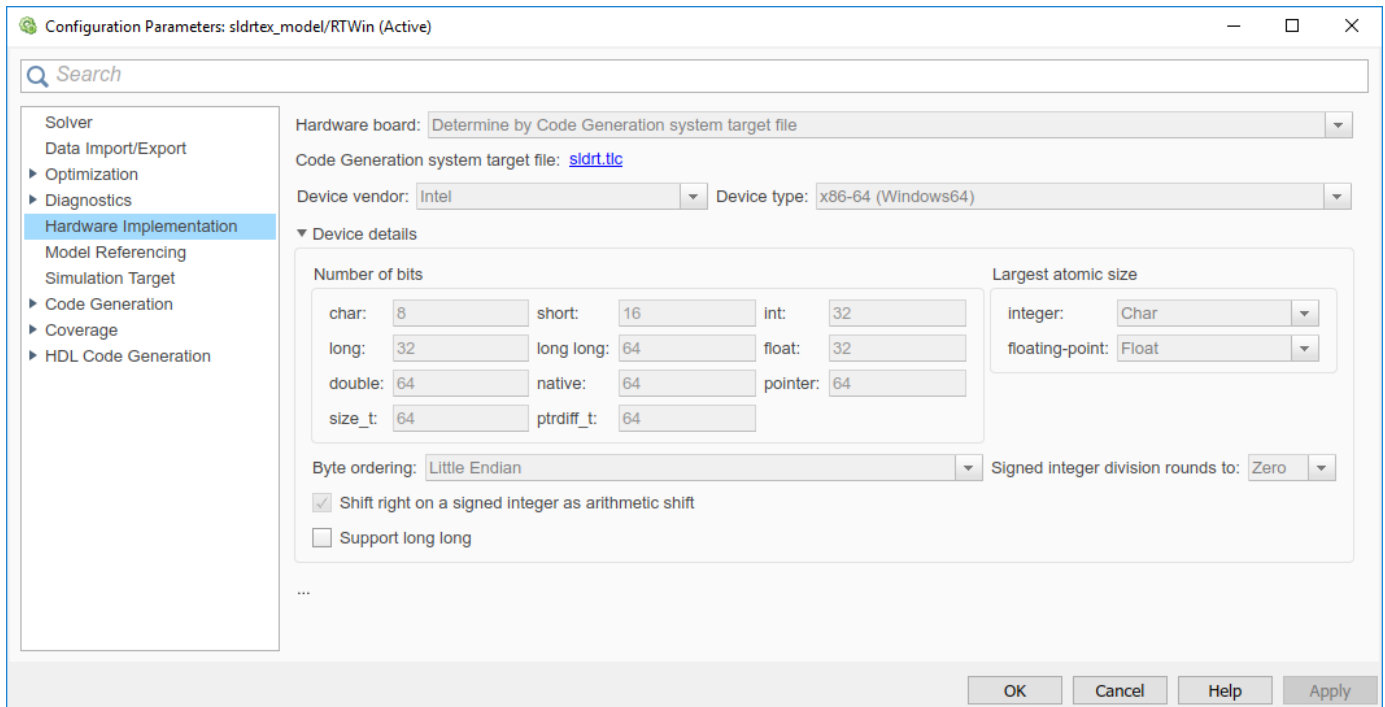 Configuration Parameters: sldrtex_model/RTWin (Active)
Search
Solver
Data Import/Export
Optimization
Diagnostics
Hardware Implementation
Model Referencing
Simulation Target
Code Generation
Coverage
HDL Code Generation
Hardware board: Determine by Code Generation system target file
Code Generation system target file: sldrt.tlc
Device vendor: Intel Device type: x86-64 (Windows64)
Device details
Number of bits
char: 8 short: 16 int: 32
long: 32 long long: 64 float: 32
double: 64 native: 64 pointer: 64
size_t: 64 ptrdiff_t: 64
Largest atomic size
integer: Char
floating-point: Float
Byte ordering: Little Endian Signed integer division rounds to: Zero
Shift right on a signed integer as arithmetic shift
Support long long
...
OK Cancel Help Apply